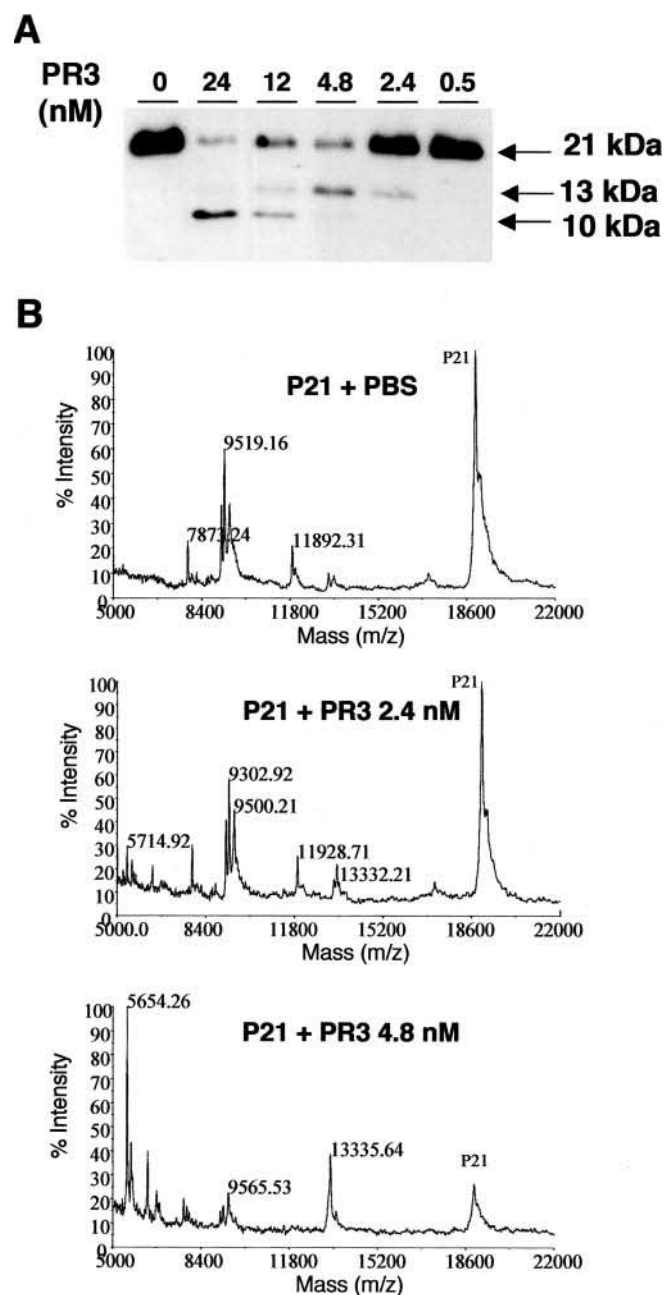 A
PR3 (nM)
0 24 12 4.8 2.4 0.5
21 kDa
13 kDa
10 kDa
B
P21 + PBS
P21
9519.16
7873.24
11892.31
% Intensity
100
90
80
70
60
50
40
30
20
10
0
5000 8400 11800 15200 18600 22000
Mass (m/z)
P21 + PR3 2.4 nM
P21
9302.92
9500.21
5714.92
11928.71
13332.21
% Intensity
100
90
80
70
60
50
40
30
20
10
0
5000.0 8400 11800 15200 18600 22000
Mass (m/z)
P21 + PR3 4.8 nM
5654.26
13335.64
P21
9565.53
% Intensity
100
90
80
70
60
50
40
30
20
10
0
5000 8400 11800 15200 18600 22000
Mass (m/z)